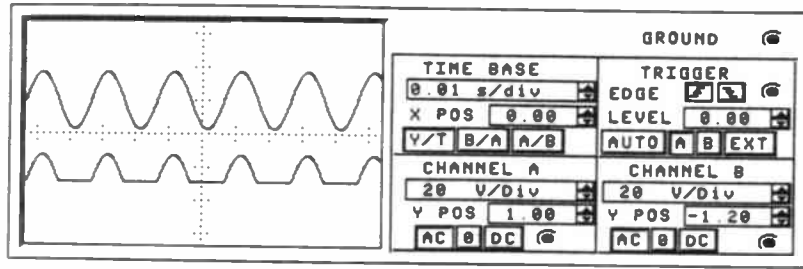 GROUND
TIME BASE
0.01 s/div
X POS 0.00
Y/T B/A A/B
TRIGGER
EDGE
LEVEL 0.00
AUTO A B EXT
CHANNEL A
20 V/Div
Y POS 1.00
AC 0 DC
CHANNEL B
20 V/Div
Y POS -1.20
AC 0 DC